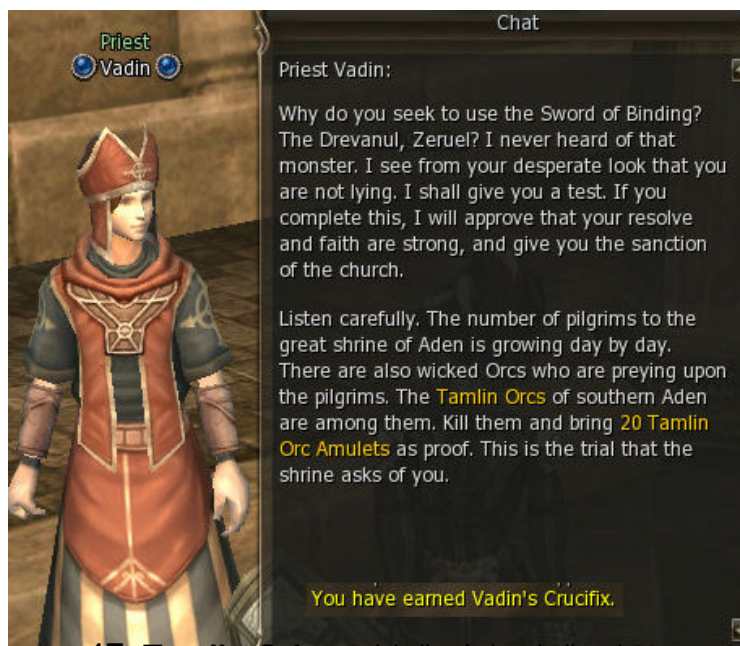 Chat
Priest
Vadin
Priest Vadin:
Why do you seek to use the Sword of Binding?
The Drevanul, Zeruel? I never heard of that
monster. I see from your desperate look that you
are not lying. I shall give you a test. If you
complete this, I will approve that your resolve
and faith are strong, and give you the sanction
of the church.
Listen carefully. The number of pilgrims to the
great shrine of Aden is growing day by day.
There are also wicked Orcs who are preying upon
the pilgrims. The Tamlin Orcs of southern Aden
are among them. Kill them and bring 20 Tamlin
Orc Amulets as proof. This is the trial that the
shrine asks of you.
You have earned Vadin's Crucifix.